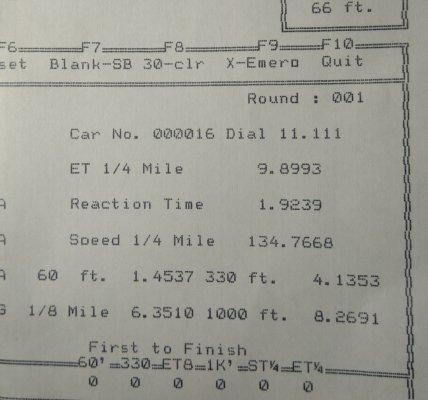 66 ft.
F6 F7 F8 F9 F10
set Blank-SB 30-clr X-Emero Quit
Round : 001
Car No. 000016 Dial 11.111
ET 1/4 Mile 9.8993
A Reaction Time 1.9239
A Speed 1/4 Mile 134.7668
A 60 ft. 1.4537 330 ft. 4.1353
G 1/8 Mile 6.3510 1000 ft. 8.2691
First to Finish
60' 330 ET8 1K' ST¼ ET¼
0 0 0 0 0 0